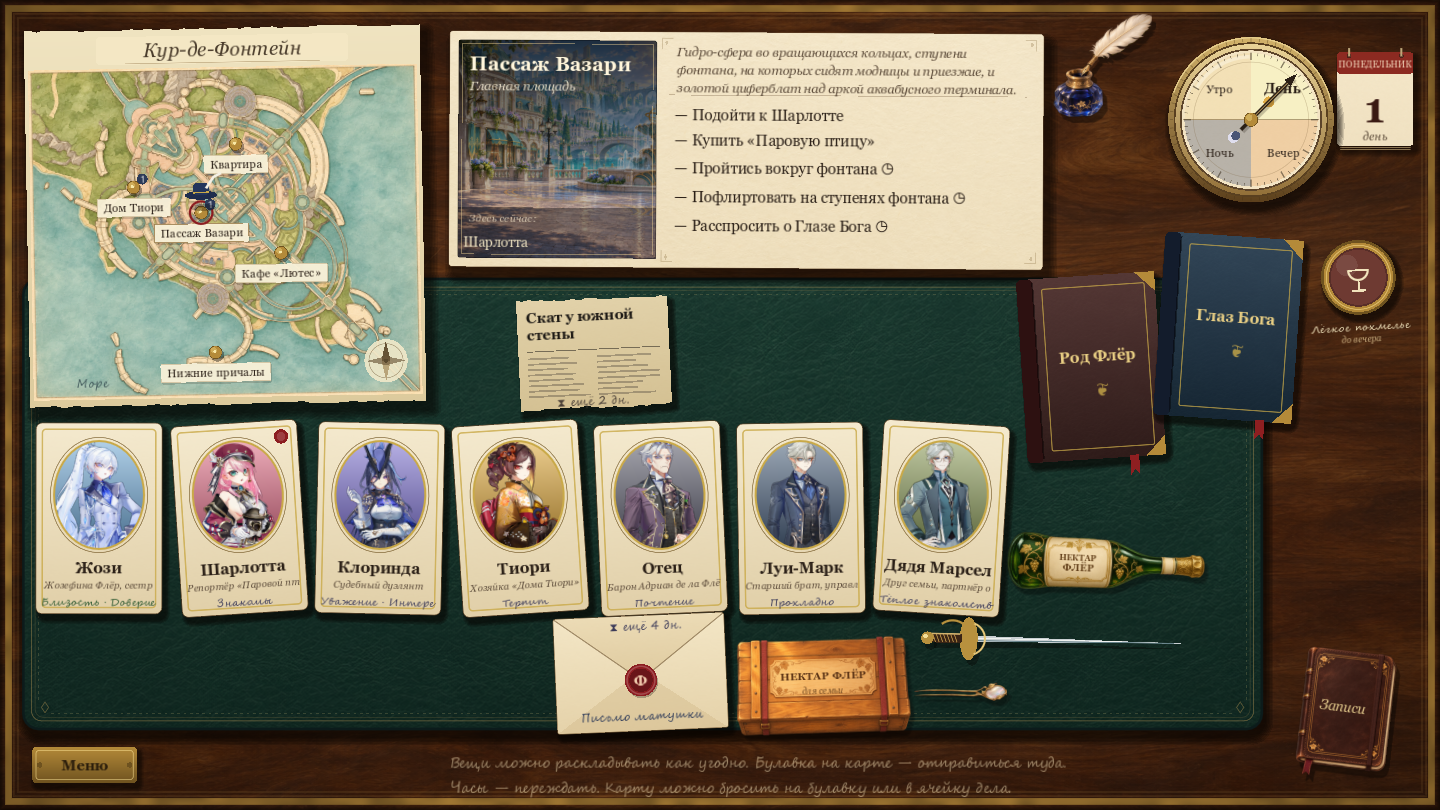 Кур-де-Фонтейн
Квартира
Дом Тиори
Пассаж Вазари
Кафе «Лютес»
Нижние причалы
Море
Пассаж Вазари
Главная площадь
Здесь сейчас:
Шарлотта
Гидро-сфера во вращающихся кольцах, ступени
фонтана, на которых сидят модницы и приезжие, и
золотой циферблат над аркой аквабусного терминала.
— Подойти к Шарлотте
— Купить «Паровую птицу»
— Пройтись вокруг фонтана
— Пофлиртовать на ступенях фонтана
— Расспросить о Глазе Бога
Утро
День
Ночь
Вечер
ПОНЕДЕЛЬНИК
1
день
Скат у южной
стены
ещё 2 дн.
Род Флёр
Глаз Бога
Лёгкое похмелье
до вечера
Жози
Жозефина Флёр, сестр
Близость · Доверие
Шарлотта
Репортёр «Паровой пт
Знакомы
Клоринда
Судебный дуэлянт
Уважение · Интере
Тиори
Хозяйка «Дома Тиори»
Терпит
Отец
Барон Адриан де ла Флё
Почтение
Луи-Марк
Старший брат, управл
Прохладно
Дядя Марсел
Друг семьи, партнёр о
Тёплое знакомств
НЕКТАР
ФЛЁР
ещё 4 дн.
Ф
Письмо матушки
НЕКТАР ФЛЁР
для семьи
Записи
Меню
Вещи можно раскладывать как угодно. Булавка на карте — отправиться туда.
Часы — переждать. Карту можно бросить на булавку или в ячейку дела.